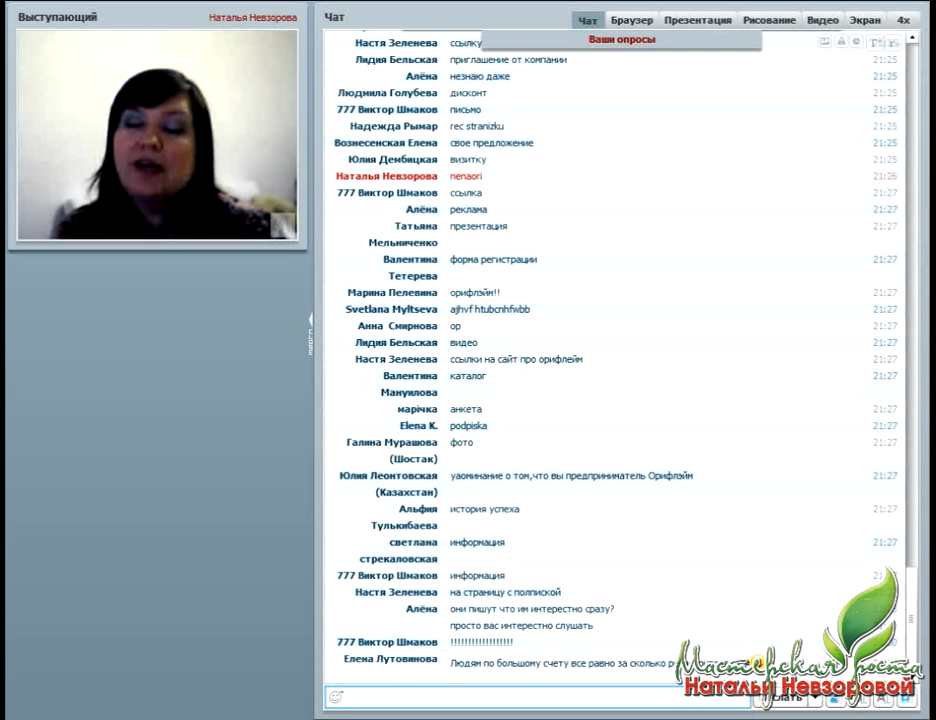 Выступающий
Наталья Невзорова
Чат
Чат Браузер Презентация Рисование Видео Экран 4x
Ваши опросы
Настя Зеленева ссылку
Лидия Бельская приглашение от компании 21:25
Алёна незнаю даже 21:25
Людмила Голубева дисконт 21:25
777 Виктор Шмаков письмо 21:25
Надежда Рымар rec stranizku 21:25
Вознесенская Елена свое предложение 21:25
Юлия Дембицкая визитку 21:25
Наталья Невзорова nenaori 21:26
777 Виктор Шмаков ссылка 21:27
Алёна реклама 21:27
Татьяна презентация 21:27
Мельниченко
Валентина форма регистрации 21:27
Тетерева
Марина Пелевина орифлэйм!! 21:27
Svetlana Myltseva ajhvf htubcnhfwbb 21:27
Анна Смирнова ор 21:27
Лидия Бельская видео 21:27
Настя Зеленева ссылки на сайт про орифлейм 21:27
Валентина каталог 21:27
Мануилова
марічка анкета 21:27
Elena K. podpiska 21:27
Галина Мурашова фото 21:27
(Шостак)
Юлия Леонтовская уаоминание о том,что вы предприниматель Орифлэйм 21:27
(Казахстан)
Альфия история успеха 21:27
Тулькибаева
светлана информация 21:27
стрекаловская
777 Виктор Шмаков информация
Настя Зеленева на страницу с полпиской
Алёна они пишут что им интересно сразу?
просто вас интересно слушать
777 Виктор Шмаков !!!!!!!!!!!!!!!!!
Елена Лутовинова Людям по большому счету все равно за сколько
Мастерская роста
Натальи Невзоровой